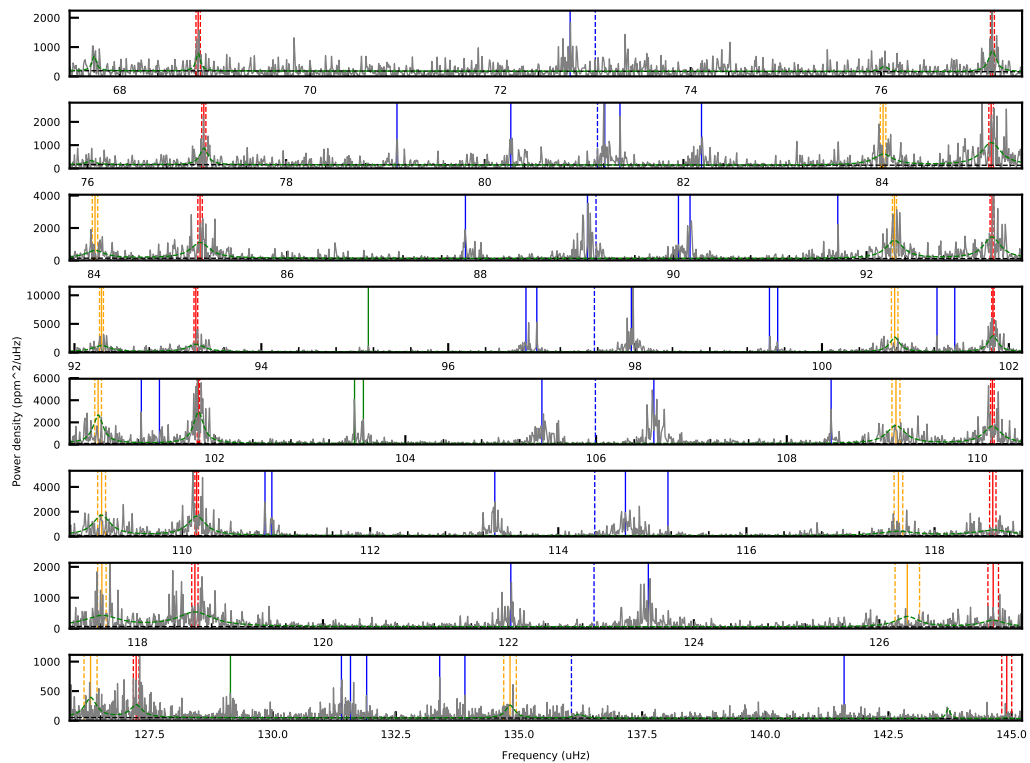 2000
1000
0
68 70 72 74 76
2000
1000
0
76 78 80 82 84
4000
2000
0
84 86 88 90 92
10000
5000
0
92 94 96 98 100 102
6000
4000
2000
0
102 104 106 108 110
4000
2000
0
110 112 114 116 118
2000
1000
0
118 120 122 124 126
1000
500
0
127.5 130.0 132.5 135.0 137.5 140.0 142.5 145.0
Power density (ppm^2/uHz)
Frequency (uHz)